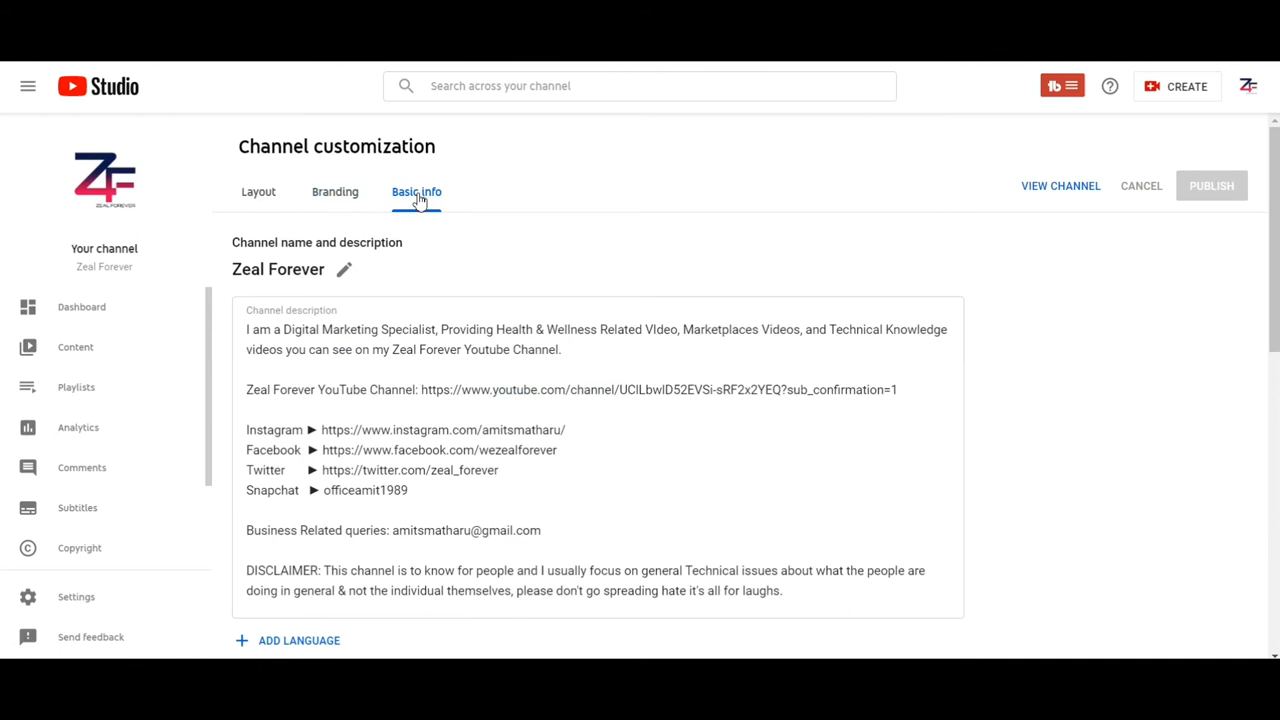 Studio
Search across your channel
CREATE
ZEAL FOREVER
Your channel
Zeal Forever
Dashboard
Content
Playlists
Analytics
Comments
Subtitles
Copyright
Settings
Send feedback
Channel customization
Layout Branding Basic info
VIEW CHANNEL CANCEL PUBLISH
Channel name and description
Zeal Forever
Channel description
I am a Digital Marketing Specialist, Providing Health & Wellness Related VIdeo, Marketplaces Videos, and Technical Knowledge
videos you can see on my Zeal Forever Youtube Channel.
Zeal Forever YouTube Channel: https://www.youtube.com/channel/UClLbwlD52EVSi-sRF2x2YEQ?sub_confirmation=1
Instagram ► https://www.instagram.com/amitsmatharu/
Facebook ► https://www.facebook.com/wezealforever
Twitter ► https://twitter.com/zeal_forever
Snapchat ► officeamit1989
Business Related queries: amitsmatharu@gmail.com
DISCLAIMER: This channel is to know for people and I usually focus on general Technical issues about what the people are
doing in general & not the individual themselves, please don't go spreading hate it's all for laughs.
+ ADD LANGUAGE